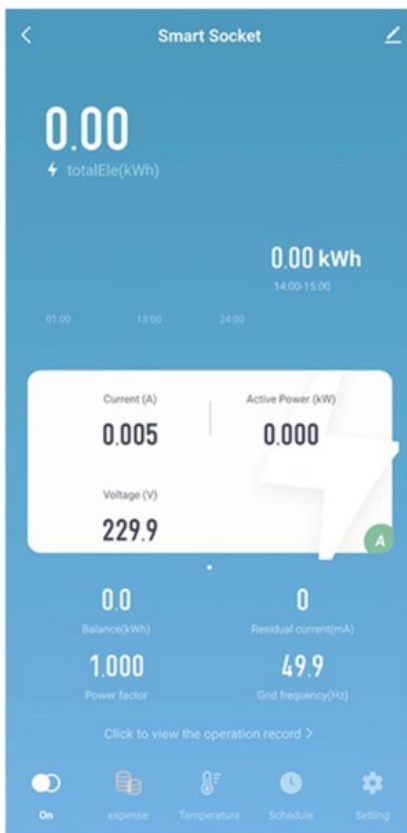 Smart Socket
0.00
totalEle(kWh)
0.00 kWh
14:00-15:00
01:00 13:00 24:00
Current (A) Active Power (kW)
0.005 0.000
Voltage (V)
229.9
A
0.0 0
Balance(kWh) Residual current(mA)
1.000 49.9
Power factor Grid frequency(Hz)
Click to view the operation record >
On expense Temperature Schedule Setting